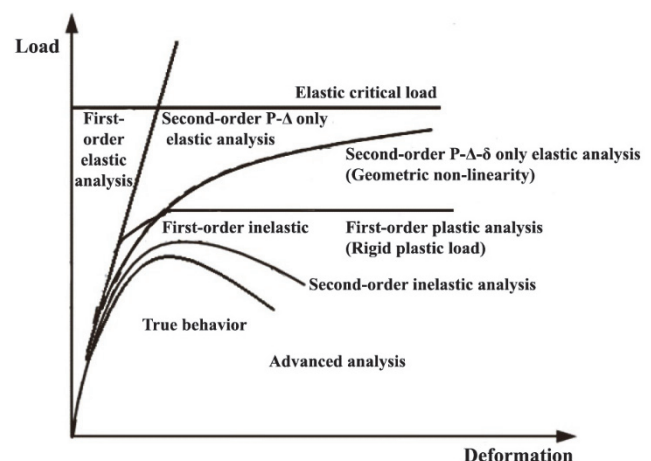 Load
Elastic critical load
First-
order
elastic
analysis
Second-order P-Δ only
elastic analysis
Second-order P-Δ-δ only elastic analysis
(Geometric non-linearity)
First-order inelastic
First-order plastic analysis
(Rigid plastic load)
Second-order inelastic analysis
True behavior
Advanced analysis
Deformation